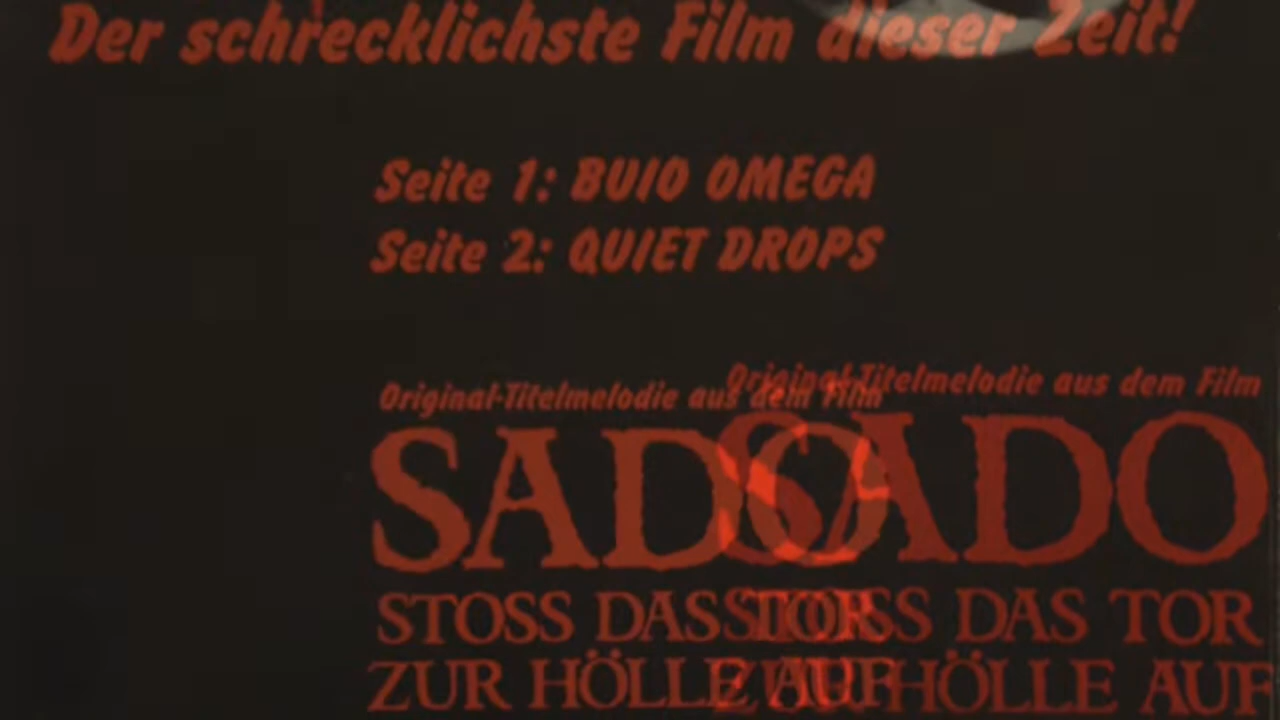 Der schrecklichste Film dieser Zeit!
Seite 1: BUIO OMEGA
Seite 2: QUIET DROPS
Original-Titelmelodie aus dem Film
Original-Titelmelodie aus dem Film
SADO
SADO
STOSS DAS TOR
STOSS DAS TOR
ZUR HÖLLE AUF
ZUR HÖLLE AUF